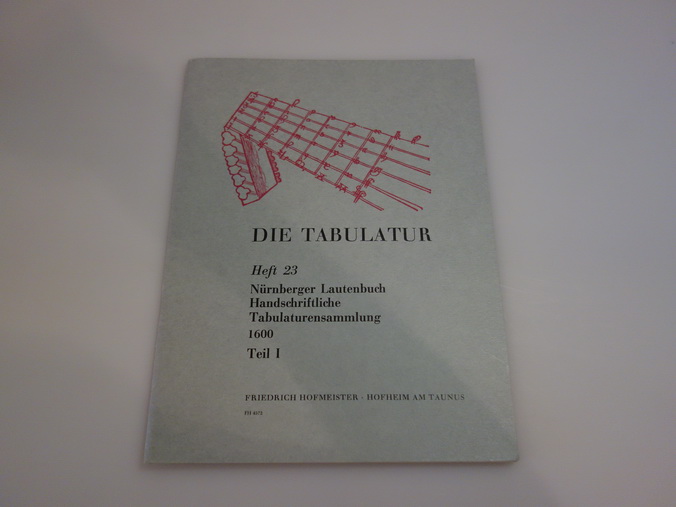 DIE TABULATUR
Heft 23
Nürnberger Lautenbuch
Handschriftliche
Tabulaturensammlung
1600
Teil I
FRIEDRICH HOFMEISTER · HOFHEIM AM TAUNUS